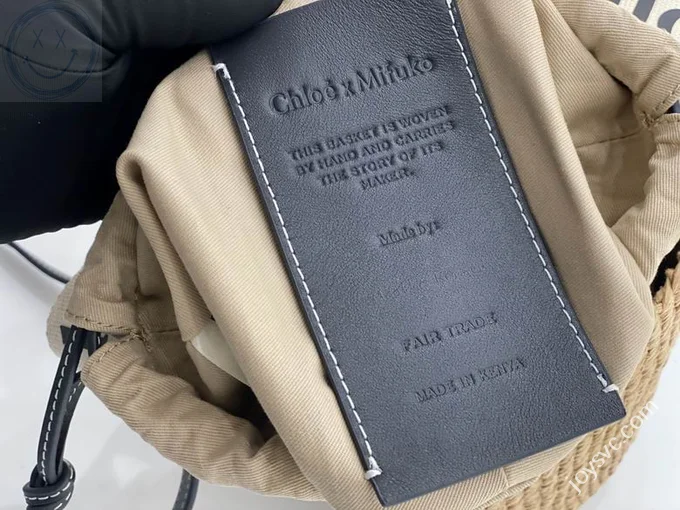 Chloé x Mifuko
THIS BASKET IS WOVEN
BY HAND AND CARRIES
THE STORY OF ITS
MAKER.
Made by:
FAIR TRADE
MADE IN KENYA
Joysvc.com